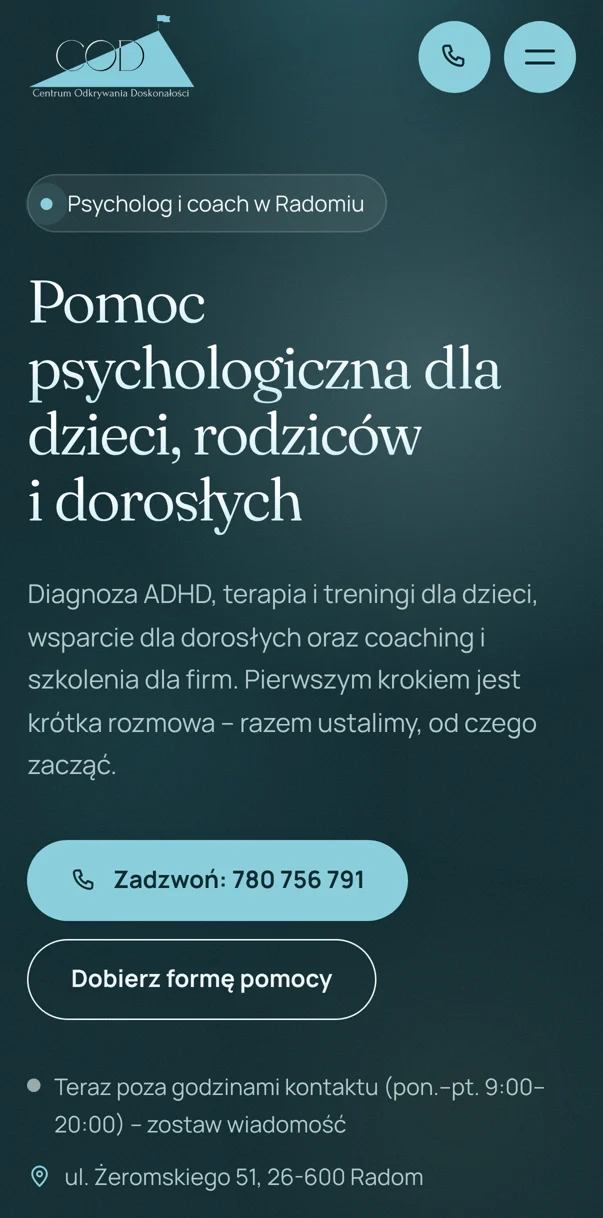 COD
Centrum Odkrywania Doskonałości
Psycholog i coach w Radomiu
Pomoc
psychologiczna dla
dzieci, rodziców
i dorosłych
Diagnoza ADHD, terapia i treningi dla dzieci,
wsparcie dla dorosłych oraz coaching i
szkolenia dla firm. Pierwszym krokiem jest
krótka rozmowa – razem ustalimy, od czego
zacząć.
Zadzwoń: 780 756 791
Dobierz formę pomocy
Teraz poza godzinami kontaktu (pon.–pt. 9:00–
20:00) – zostaw wiadomość
ul. Żeromskiego 51, 26-600 Radom